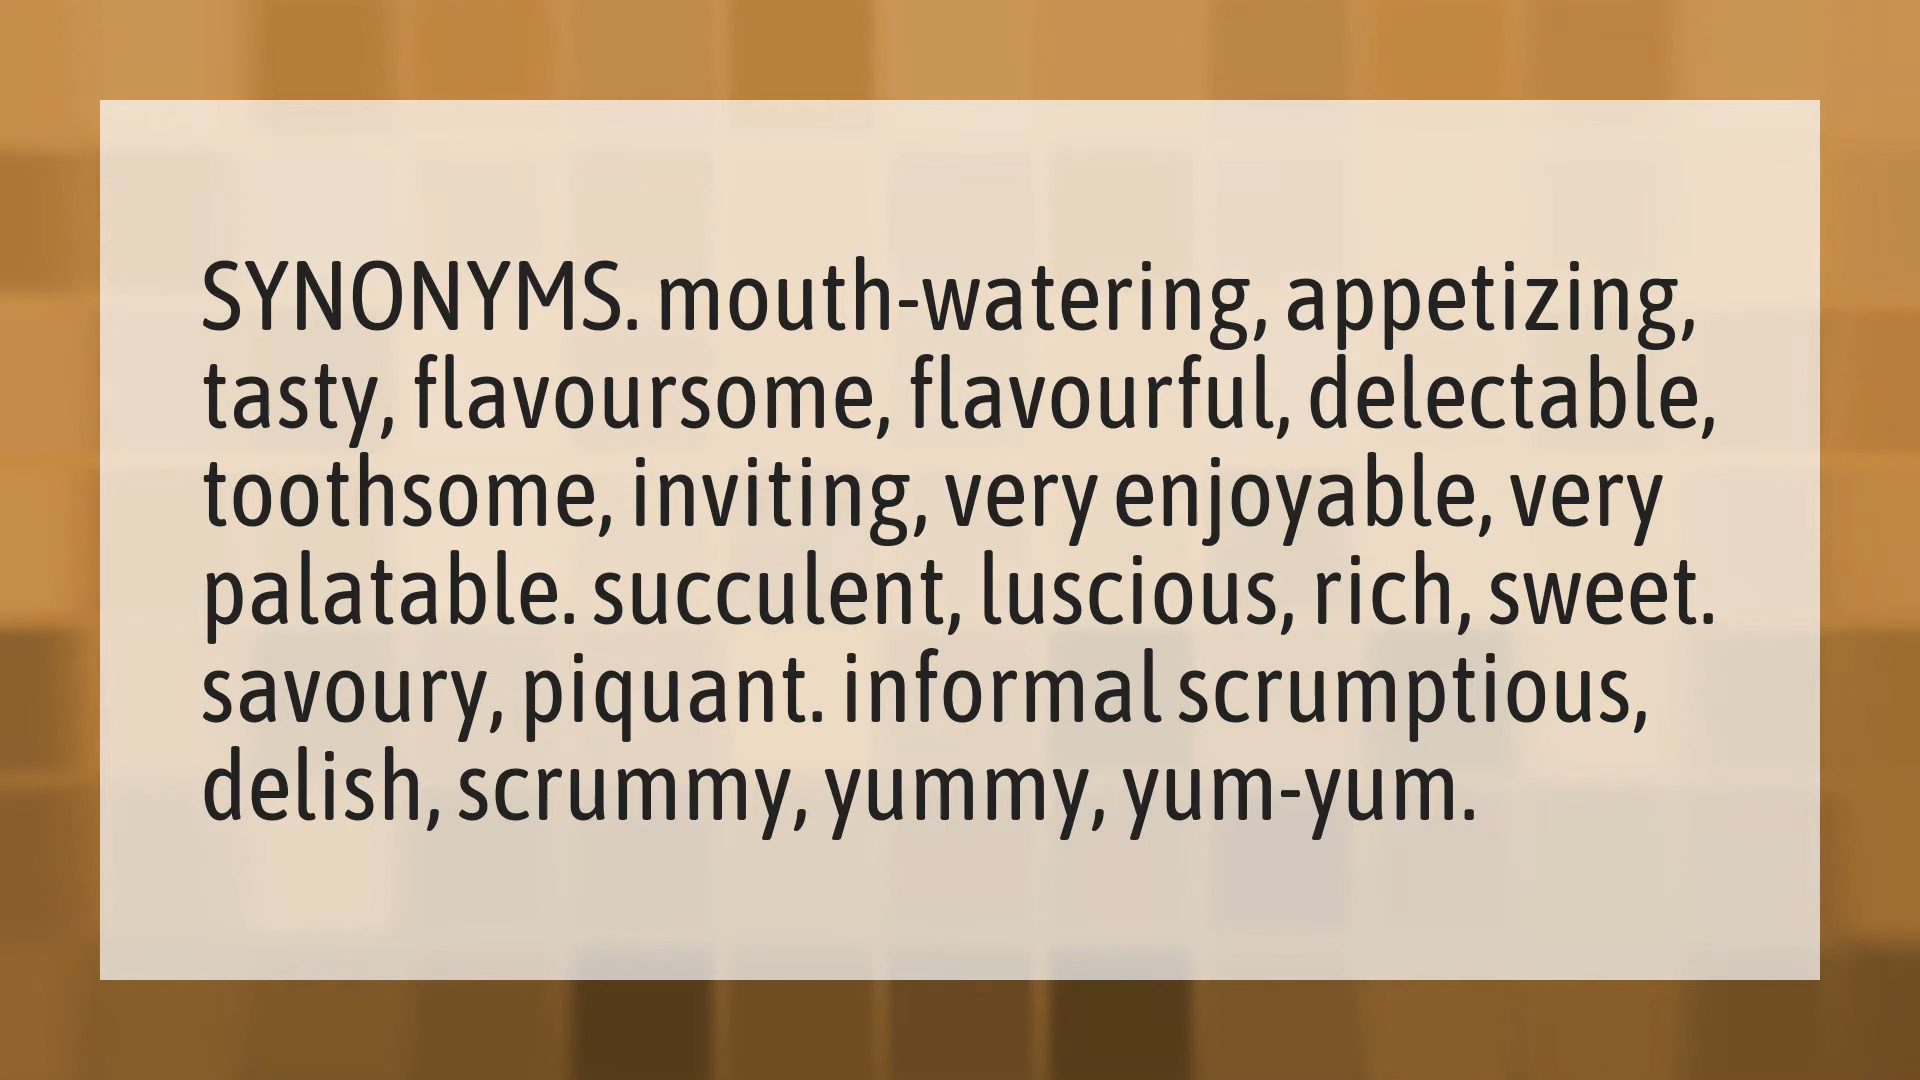 SYNONYMS. mouth-watering, appetizing,
tasty, flavoursome, flavourful, delectable,
toothsome, inviting, very enjoyable, very
palatable. succulent, luscious, rich, sweet.
savoury, piquant. informal scrumptious,
delish, scrummy, yummy, yum-yum.